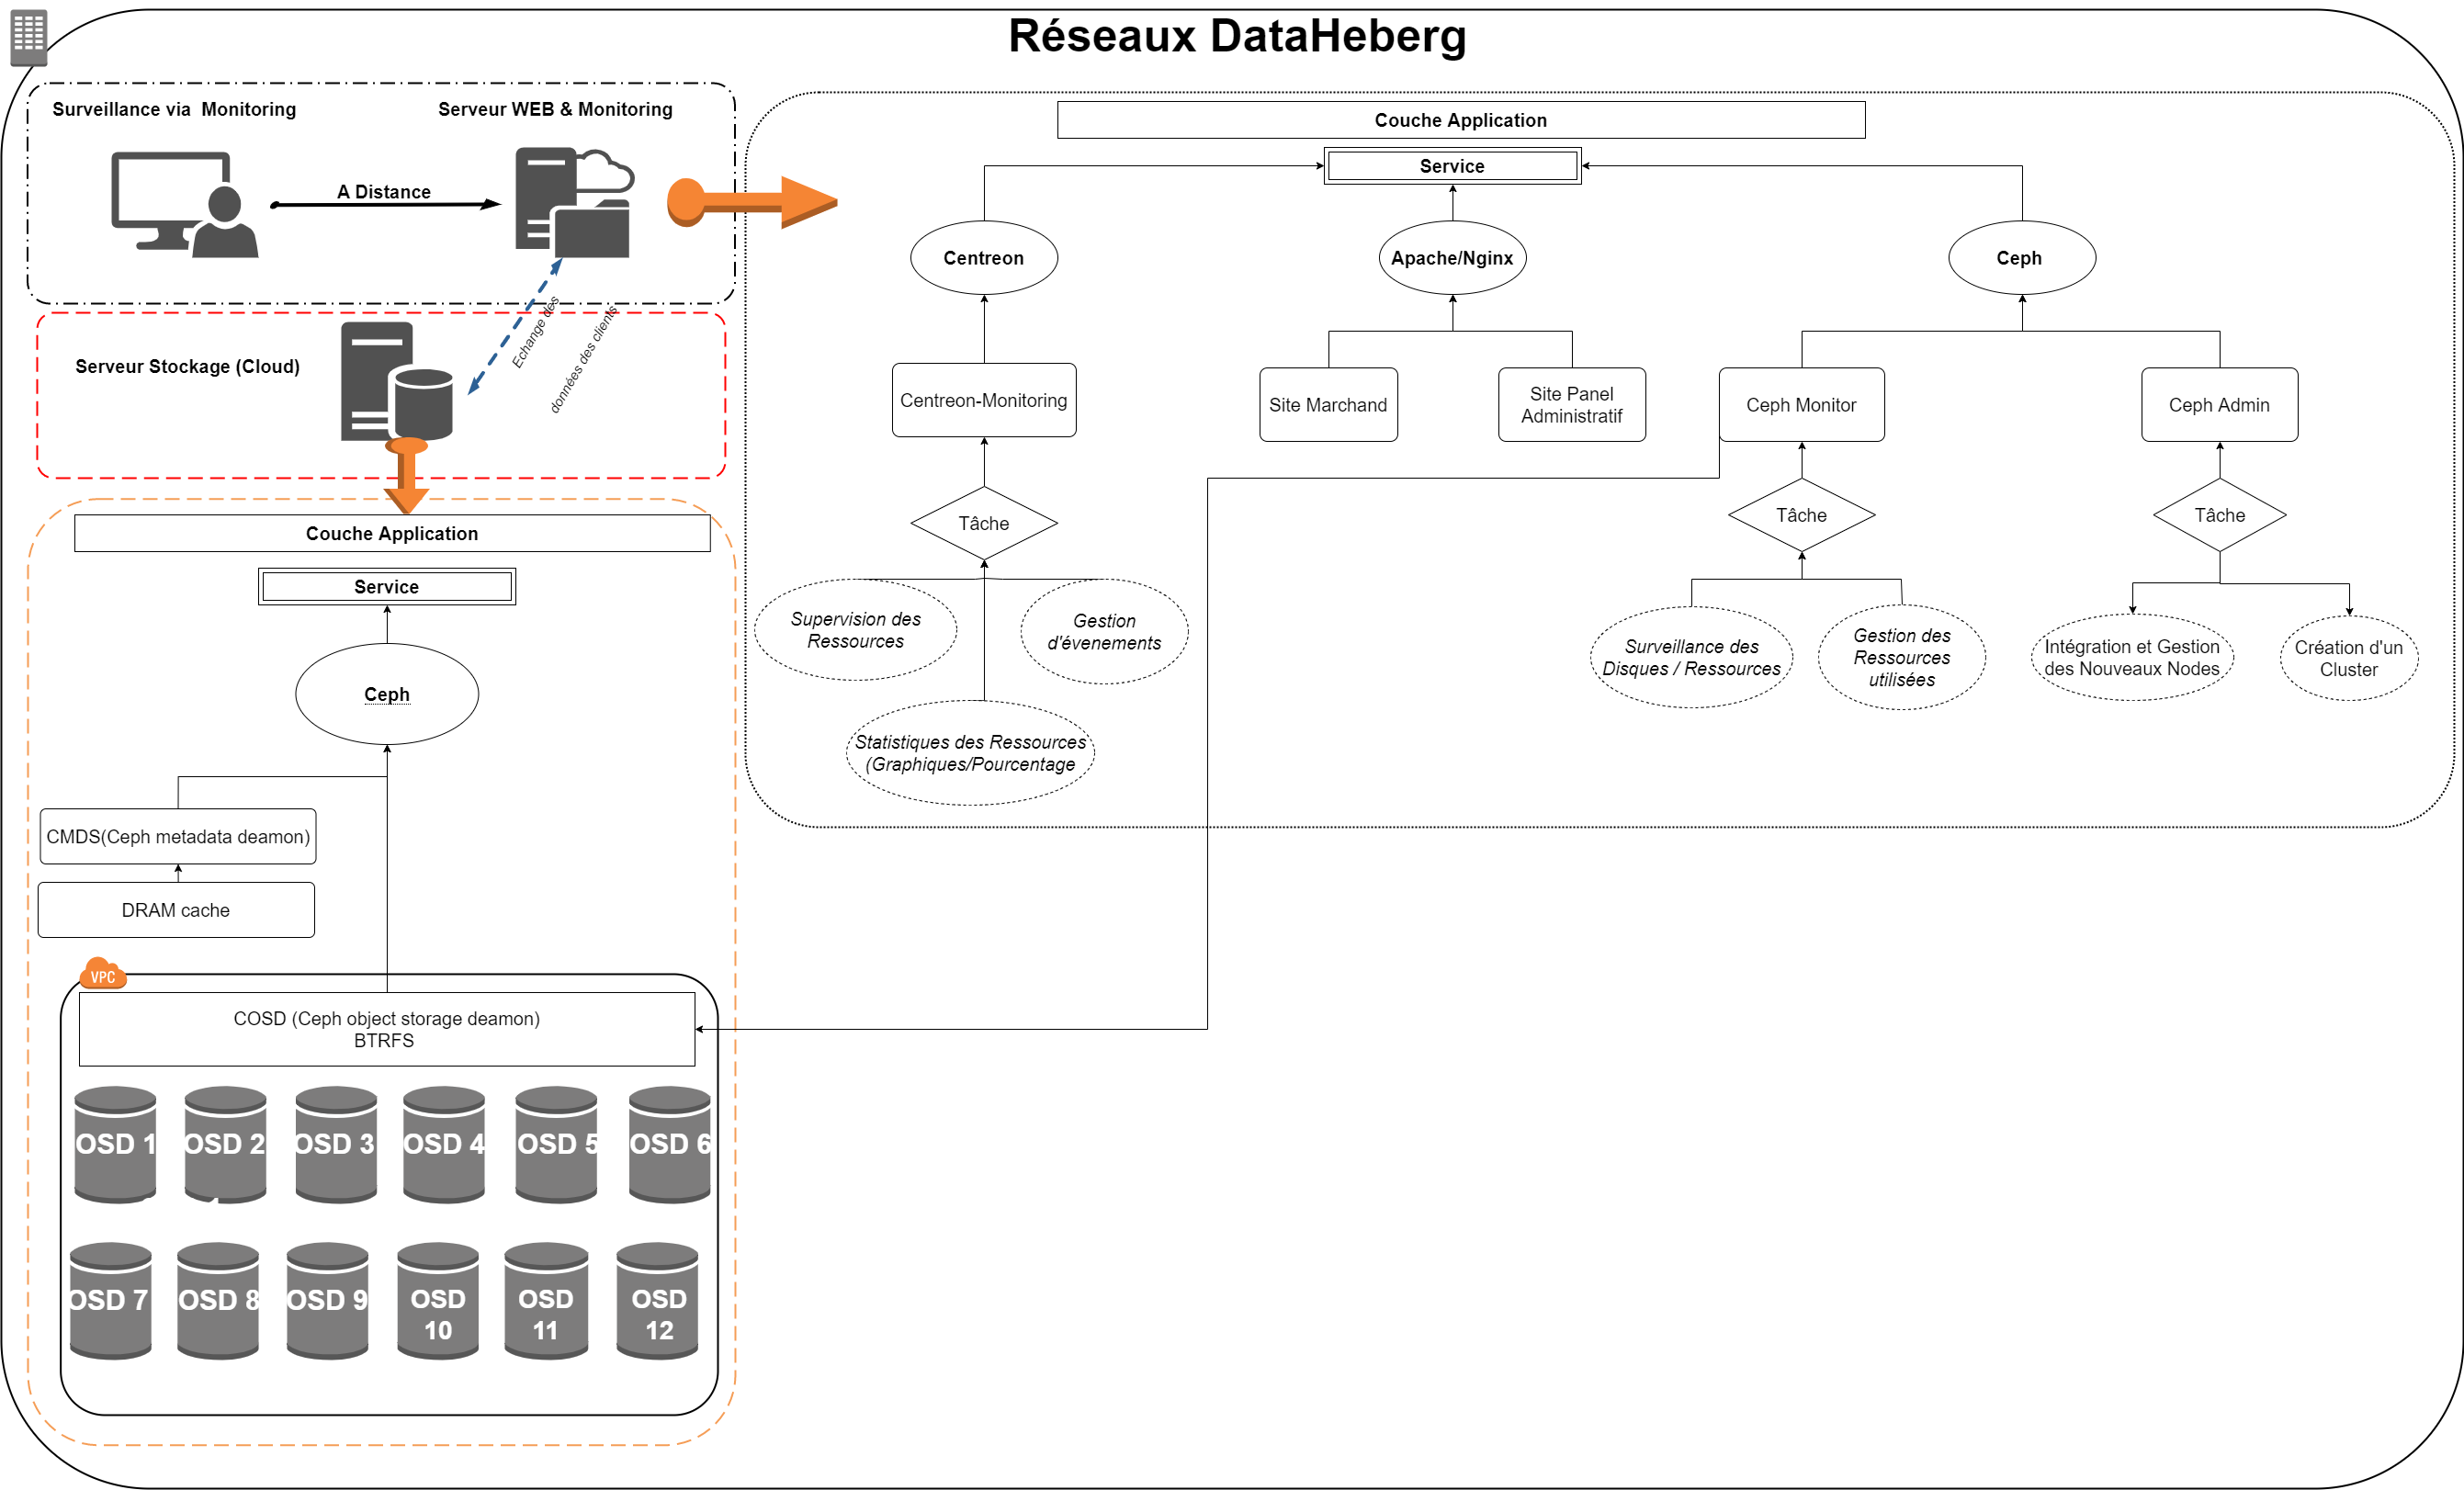 Réseaux DataHeberg
Surveillance via  Monitoring
Serveur WEB & Monitoring
A Distance
Echange des
données des clients
Serveur Stockage (Cloud)
Couche Application
Service
Centreon
Apache/Nginx
Ceph
Centreon-Monitoring
Site Marchand
Site Panel
Administratif
Ceph Monitor
Ceph Admin
Tâche
Tâche
Tâche
Supervision des
Ressources
Gestion
d'évenements
Statistiques des Ressources
(Graphiques/Pourcentage
Surveillance des
Disques / Ressources
Gestion des
Ressources
utilisées
Intégration et Gestion
des Nouveaux Nodes
Création d'un
Cluster
Couche Application
Service
Ceph
CMDS(Ceph metadata deamon)
DRAM cache
VPC
COSD (Ceph object storage deamon)
BTRFS
OSD 1
OSD 2
OSD 3
OSD 4
OSD 5
OSD 6
OSD 7
OSD 8
OSD 9
OSD
10
OSD
11
OSD
12